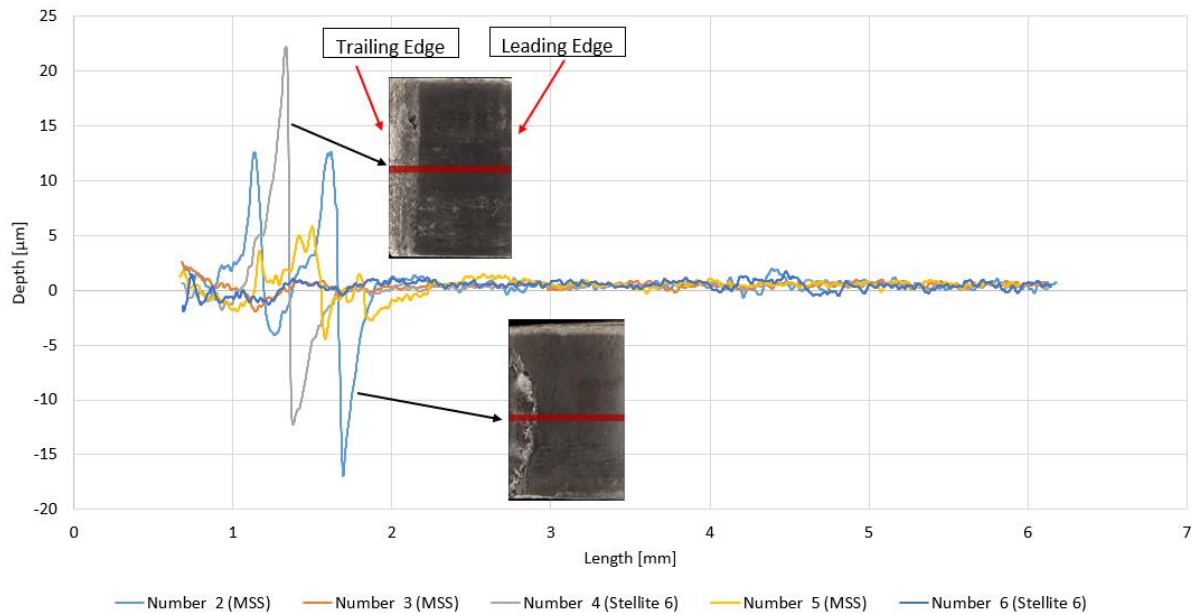 25
20
15
10
5
0
-5
-10
-15
-20
Depth [µm]
Trailing Edge
Leading Edge
0 1 2 3 4 5 6 7
Length [mm]
Number 2 (MSS) Number 3 (MSS) Number 4 (Stellite 6) Number 5 (MSS) Number 6 (Stellite 6)